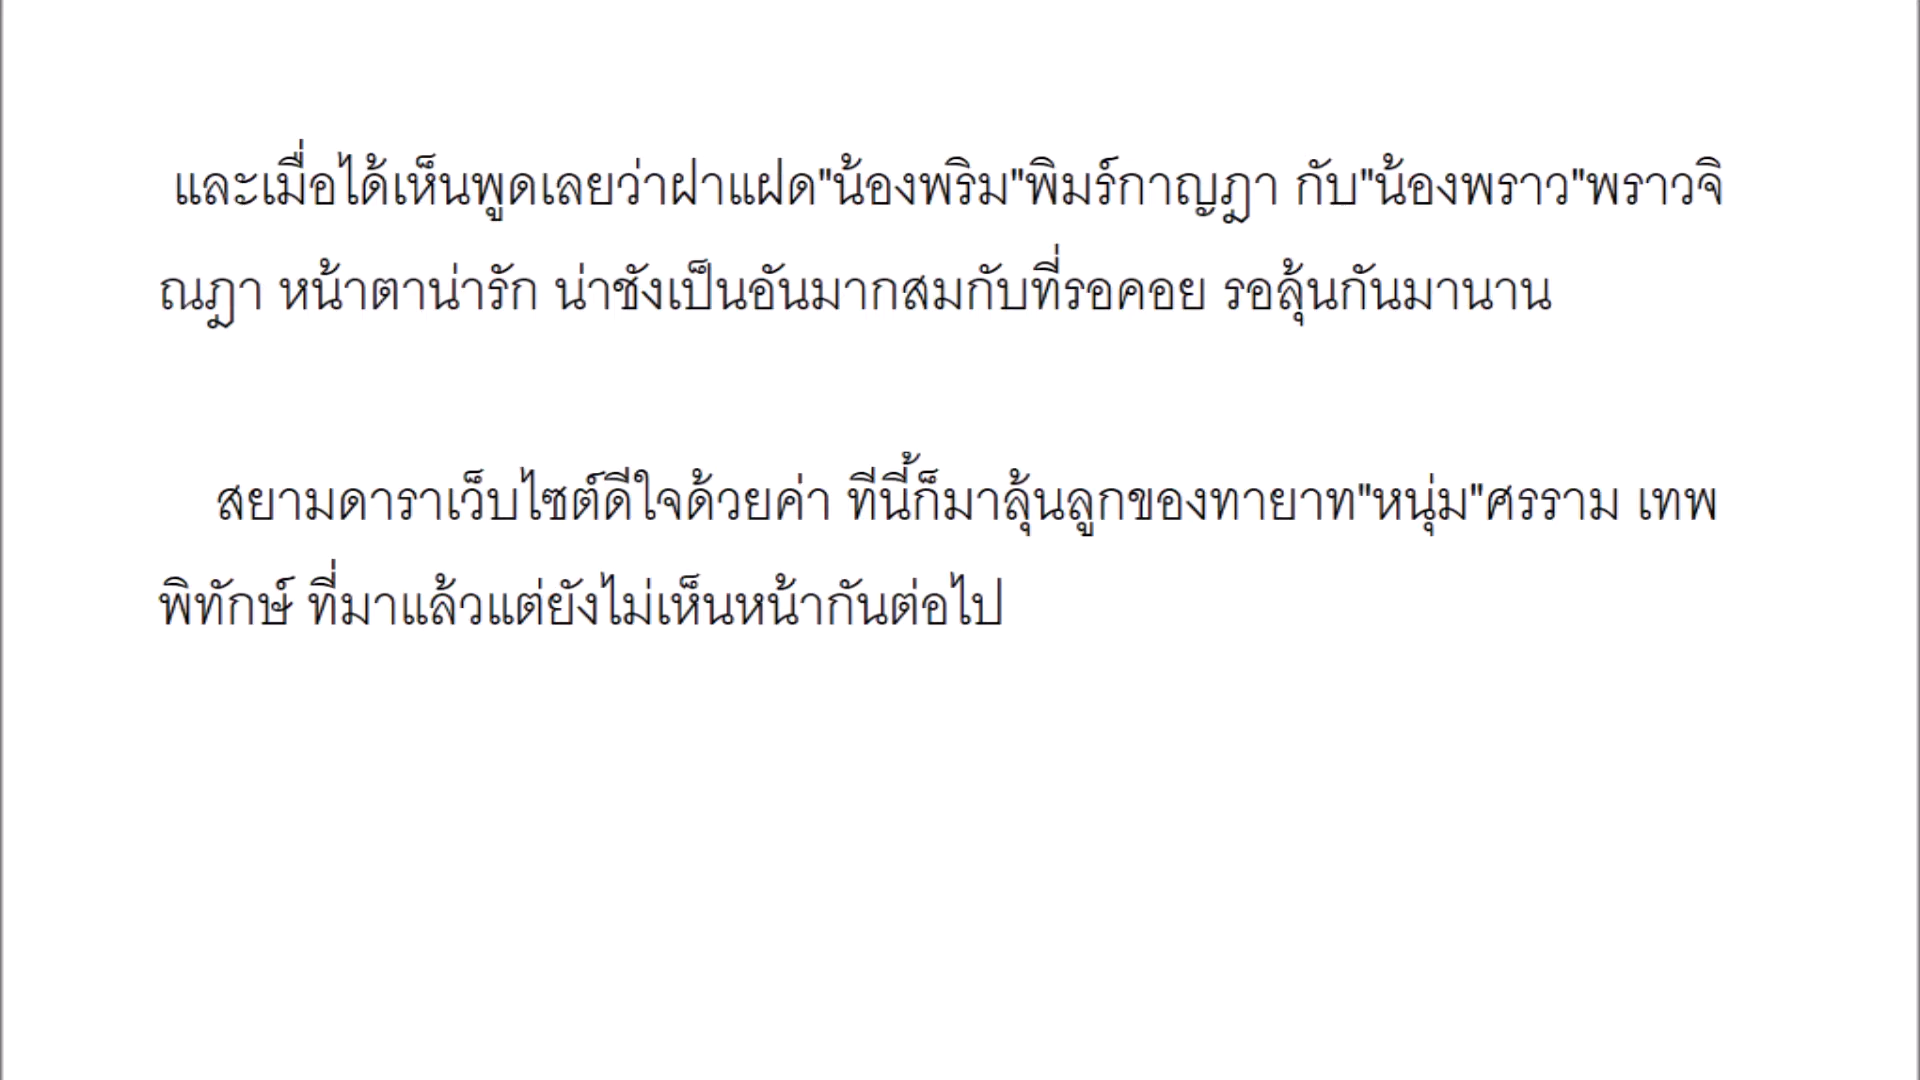 และเมื่อได้เห็นพูดเลยว่าฝาแฝด"น้องพริม"พิมร์กาญฎา กับ"น้องพราว"พราวจิ
ณฎา หน้าตาน่ารัก น่าชังเป็นอันมากสมกับที่รอคอย รอลุ้นกันมานาน
สยามดาราเว็บไซต์ดีใจด้วยค่า ทีนี้ก็มาลุ้นลูกของทายาท"หนุ่ม"ศรราม เทพ
พิทักษ์ ที่มาแล้วแต่ยังไม่เห็นหน้ากันต่อไป